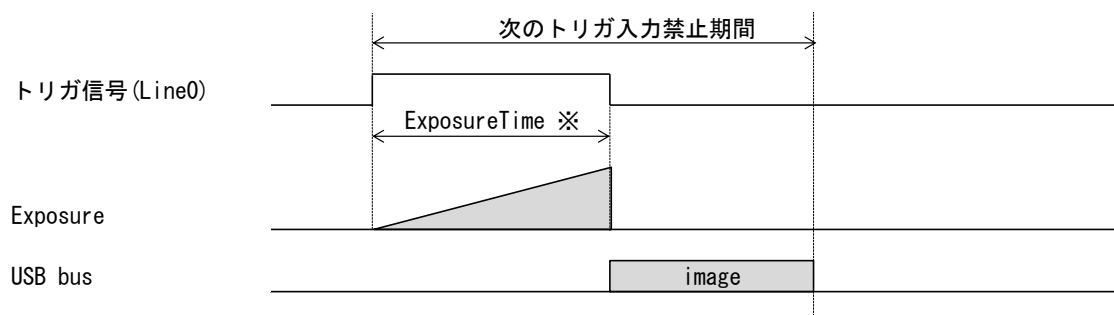 次のトリガ入力禁止期間
トリガ信号(Line0)
ExposureTime ※
Exposure
USB bus
image